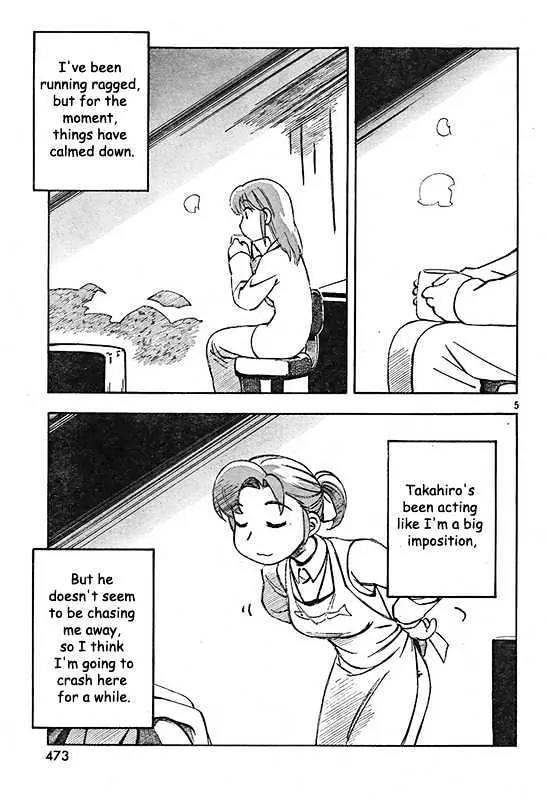 I've been
running ragged,
but for the
moment,
things have
calmed down.
5
Takahiro's
been acting
like I'm a big
imposition,
But he
doesn't seem
to be chasing
me away,
so I think
I'm going to
crash here
for a while.
473